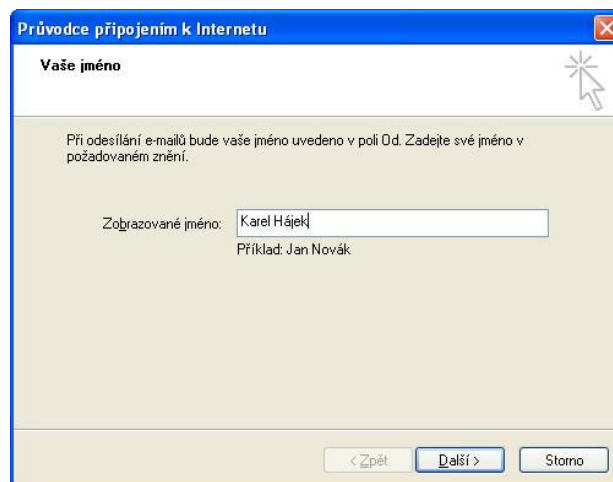 Průvodce připojením k Internetu
Vaše jméno
Při odesílání e-mailů bude vaše jméno uvedeno v poli Od. Zadejte své jméno v
požadovaném znění.
Zobrazované jméno: Karel Hájek
Příklad: Jan Novák
< Zpět Další > Storno